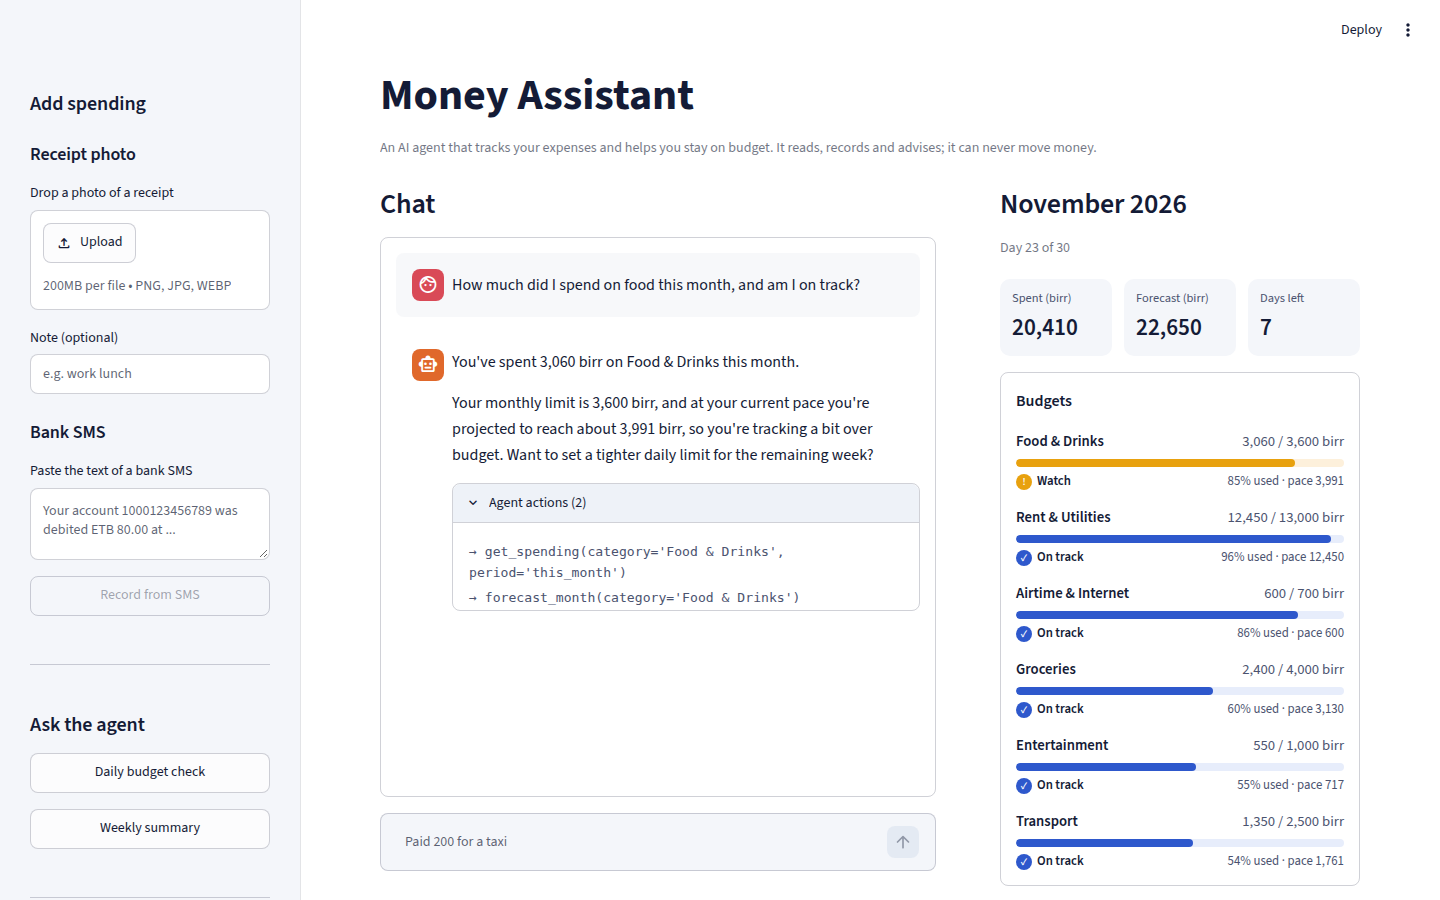 Deploy
Add spending
Receipt photo
Drop a photo of a receipt
Upload
200MB per file • PNG, JPG, WEBP
Note (optional)
e.g. work lunch
Bank SMS
Paste the text of a bank SMS
Your account 1000123456789 was
debited ETB 80.00 at ...
Record from SMS
Ask the agent
Daily budget check
Weekly summary
Money Assistant
An AI agent that tracks your expenses and helps you stay on budget. It reads, records and advises; it can never move money.
Chat
How much did I spend on food this month, and am I on track?
You've spent 3,060 birr on Food & Drinks this month.
Your monthly limit is 3,600 birr, and at your current pace you're
projected to reach about 3,991 birr, so you're tracking a bit over
budget. Want to set a tighter daily limit for the remaining week?
Agent actions (2)
→ get_spending(category='Food & Drinks',
period='this_month')
→ forecast_month(category='Food & Drinks')
Paid 200 for a taxi
November 2026
Day 23 of 30
Spent (birr)
20,410
Forecast (birr)
22,650
Days left
7
Budgets
Food & Drinks 3,060 / 3,600 birr
! Watch 85% used · pace 3,991
Rent & Utilities 12,450 / 13,000 birr
✓ On track 96% used · pace 12,450
Airtime & Internet 600 / 700 birr
✓ On track 86% used · pace 600
Groceries 2,400 / 4,000 birr
✓ On track 60% used · pace 3,130
Entertainment 550 / 1,000 birr
✓ On track 55% used · pace 717
Transport 1,350 / 2,500 birr
✓ On track 54% used · pace 1,761